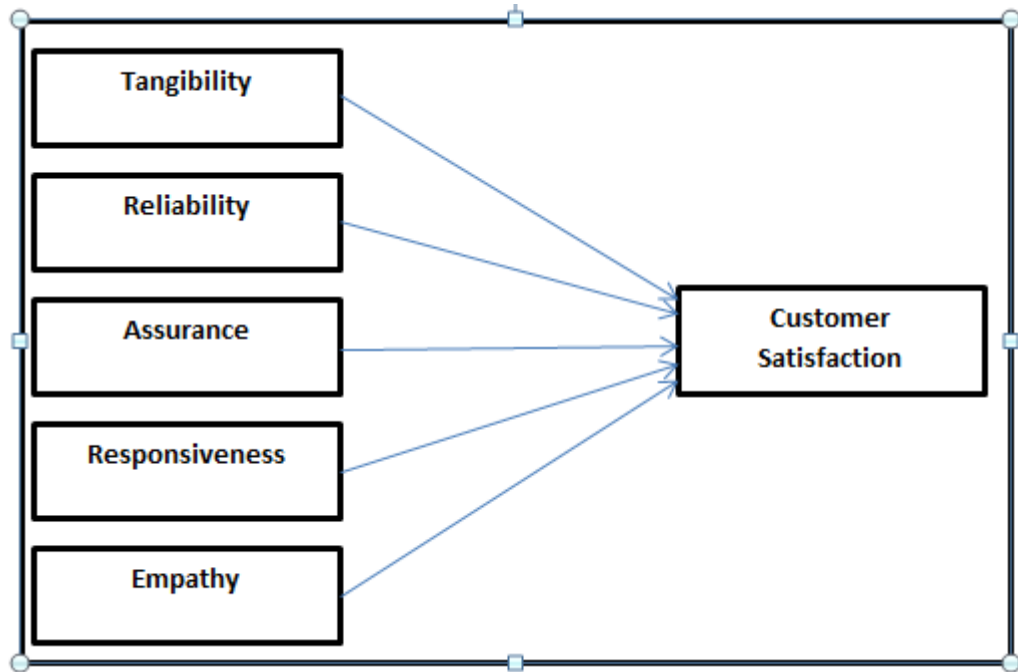 Tangibility
Reliability
Assurance
Responsiveness
Empathy
Customer
Satisfaction